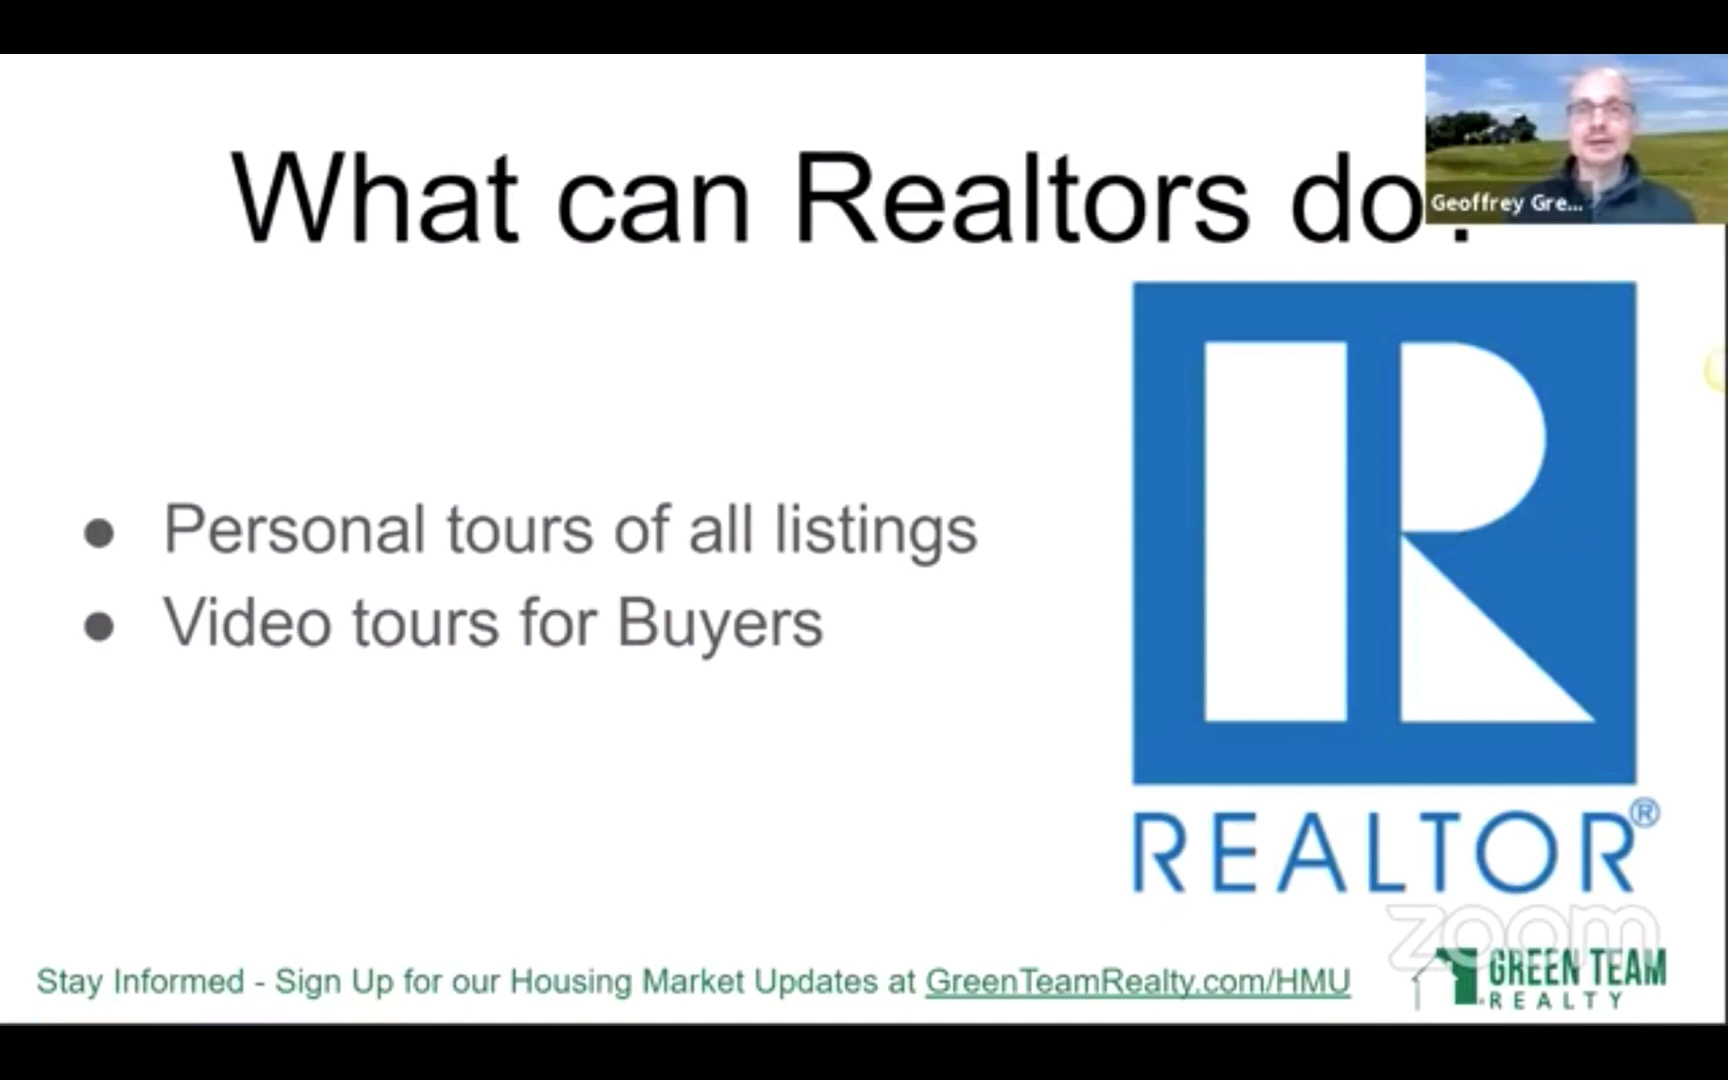 What can Realtors do?
Geoffrey Gre...
● Personal tours of all listings
● Video tours for Buyers
REALTOR®
zoom
Stay Informed - Sign Up for our Housing Market Updates at GreenTeamRealty.com/HMU
GREEN TEAM
REALTY